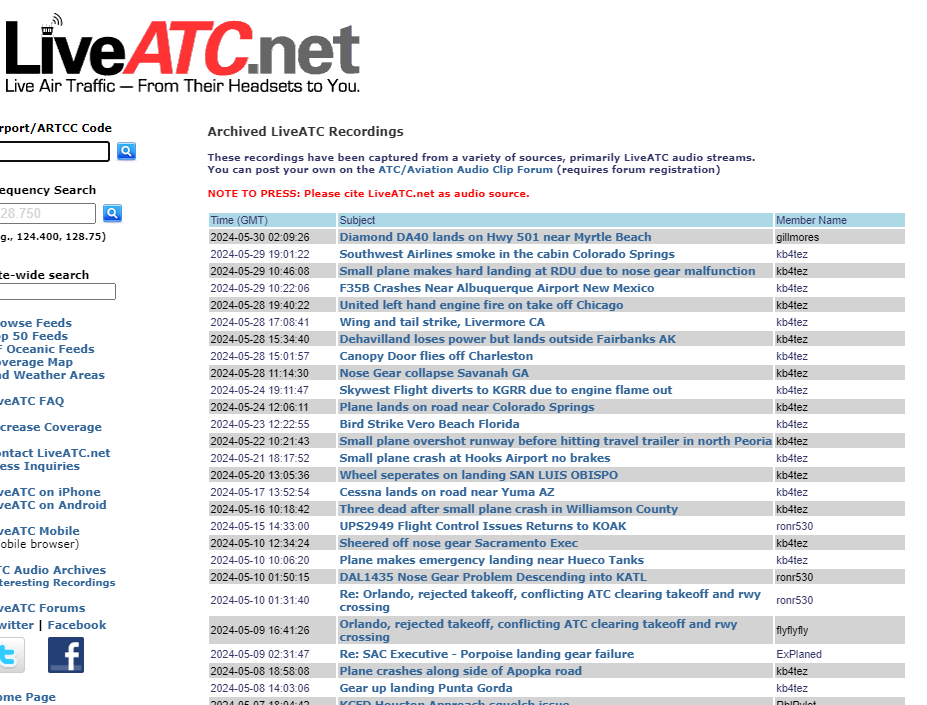 LiveATC.net
Live Air Traffic — From Their Headsets to You.
rport/ARTCC Code
equency Search
28.750
g., 124.400, 128.75)
te-wide search
owse Feeds
p 50 Feeds
F Oceanic Feeds
overage Map
nd Weather Areas
veATC FAQ
crease Coverage
ontact LiveATC.net
ess Inquiries
veATC on iPhone
veATC on Android
veATC Mobile
obile browser)
TC Audio Archives
teresting Recordings
veATC Forums
witter | Facebook
ome Page
Archived LiveATC Recordings
These recordings have been captured from a variety of sources, primarily LiveATC audio streams.
You can post your own on the ATC/Aviation Audio Clip Forum (requires forum registration)
NOTE TO PRESS: Please cite LiveATC.net as audio source.
Time (GMT) Subject Member Name
2024-05-30 02:09:26 Diamond DA40 lands on Hwy 501 near Myrtle Beach gillmores
2024-05-29 19:01:22 Southwest Airlines smoke in the cabin Colorado Springs kb4tez
2024-05-29 10:46:08 Small plane makes hard landing at RDU due to nose gear malfunction kb4tez
2024-05-29 10:22:06 F35B Crashes Near Albuquerque Airport New Mexico kb4tez
2024-05-28 19:40:22 United left hand engine fire on take off Chicago kb4tez
2024-05-28 17:08:41 Wing and tail strike, Livermore CA kb4tez
2024-05-28 15:34:40 Dehavilland loses power but lands outside Fairbanks AK kb4tez
2024-05-28 15:01:57 Canopy Door flies off Charleston kb4tez
2024-05-28 11:14:30 Nose Gear collapse Savanah GA kb4tez
2024-05-24 19:11:47 Skywest Flight diverts to KGRR due to engine flame out kb4tez
2024-05-24 12:06:11 Plane lands on road near Colorado Springs kb4tez
2024-05-23 12:22:55 Bird Strike Vero Beach Florida kb4tez
2024-05-22 10:21:43 Small plane overshot runway before hitting travel trailer in north Peoria kb4tez
2024-05-21 18:17:52 Small plane crash at Hooks Airport no brakes kb4tez
2024-05-20 13:05:36 Wheel seperates on landing SAN LUIS OBISPO kb4tez
2024-05-17 13:52:54 Cessna lands on road near Yuma AZ kb4tez
2024-05-16 10:18:42 Three dead after small plane crash in Williamson County kb4tez
2024-05-15 14:33:00 UPS2949 Flight Control Issues Returns to KOAK ronr530
2024-05-10 12:34:24 Sheered off nose gear Sacramento Exec kb4tez
2024-05-10 10:06:20 Plane makes emergency landing near Hueco Tanks kb4tez
2024-05-10 01:50:15 DAL1435 Nose Gear Problem Descending into KATL ronr530
2024-05-10 01:31:40 Re: Orlando, rejected takeoff, conflicting ATC clearing takeoff and rwy ronr530
crossing
2024-05-09 16:41:26 Orlando, rejected takeoff, conflicting ATC clearing takeoff and rwy flyflyfly
crossing
2024-05-09 02:31:47 Re: SAC Executive - Porpoise landing gear failure ExPlaned
2024-05-08 18:58:08 Plane crashes along side of Apopka road kb4tez
2024-05-08 14:03:06 Gear up landing Punta Gorda kb4tez
2024-05-07 18:04:42 KCFD Houston Approach squelch issue